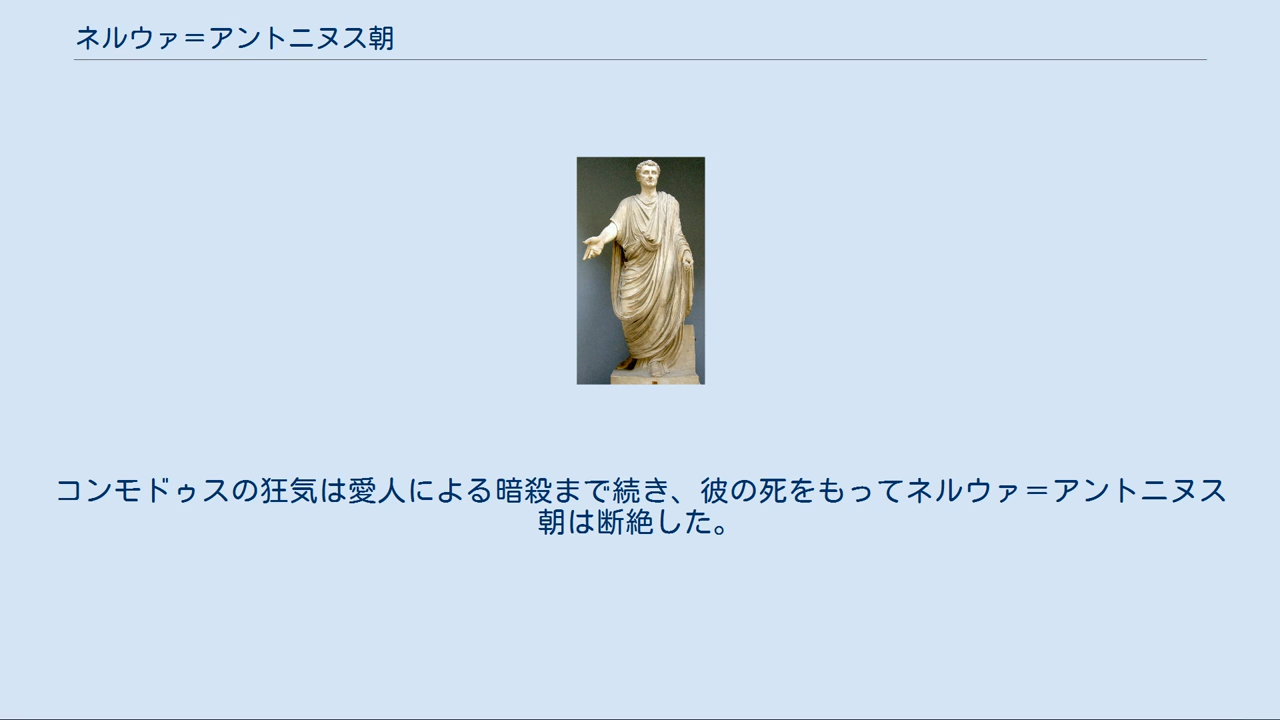 ネルウァ＝アントニヌス朝
コンモドゥスの狂気は愛人による暗殺まで続き、彼の死をもってネルウァ＝アントニヌス
朝は断絶した。